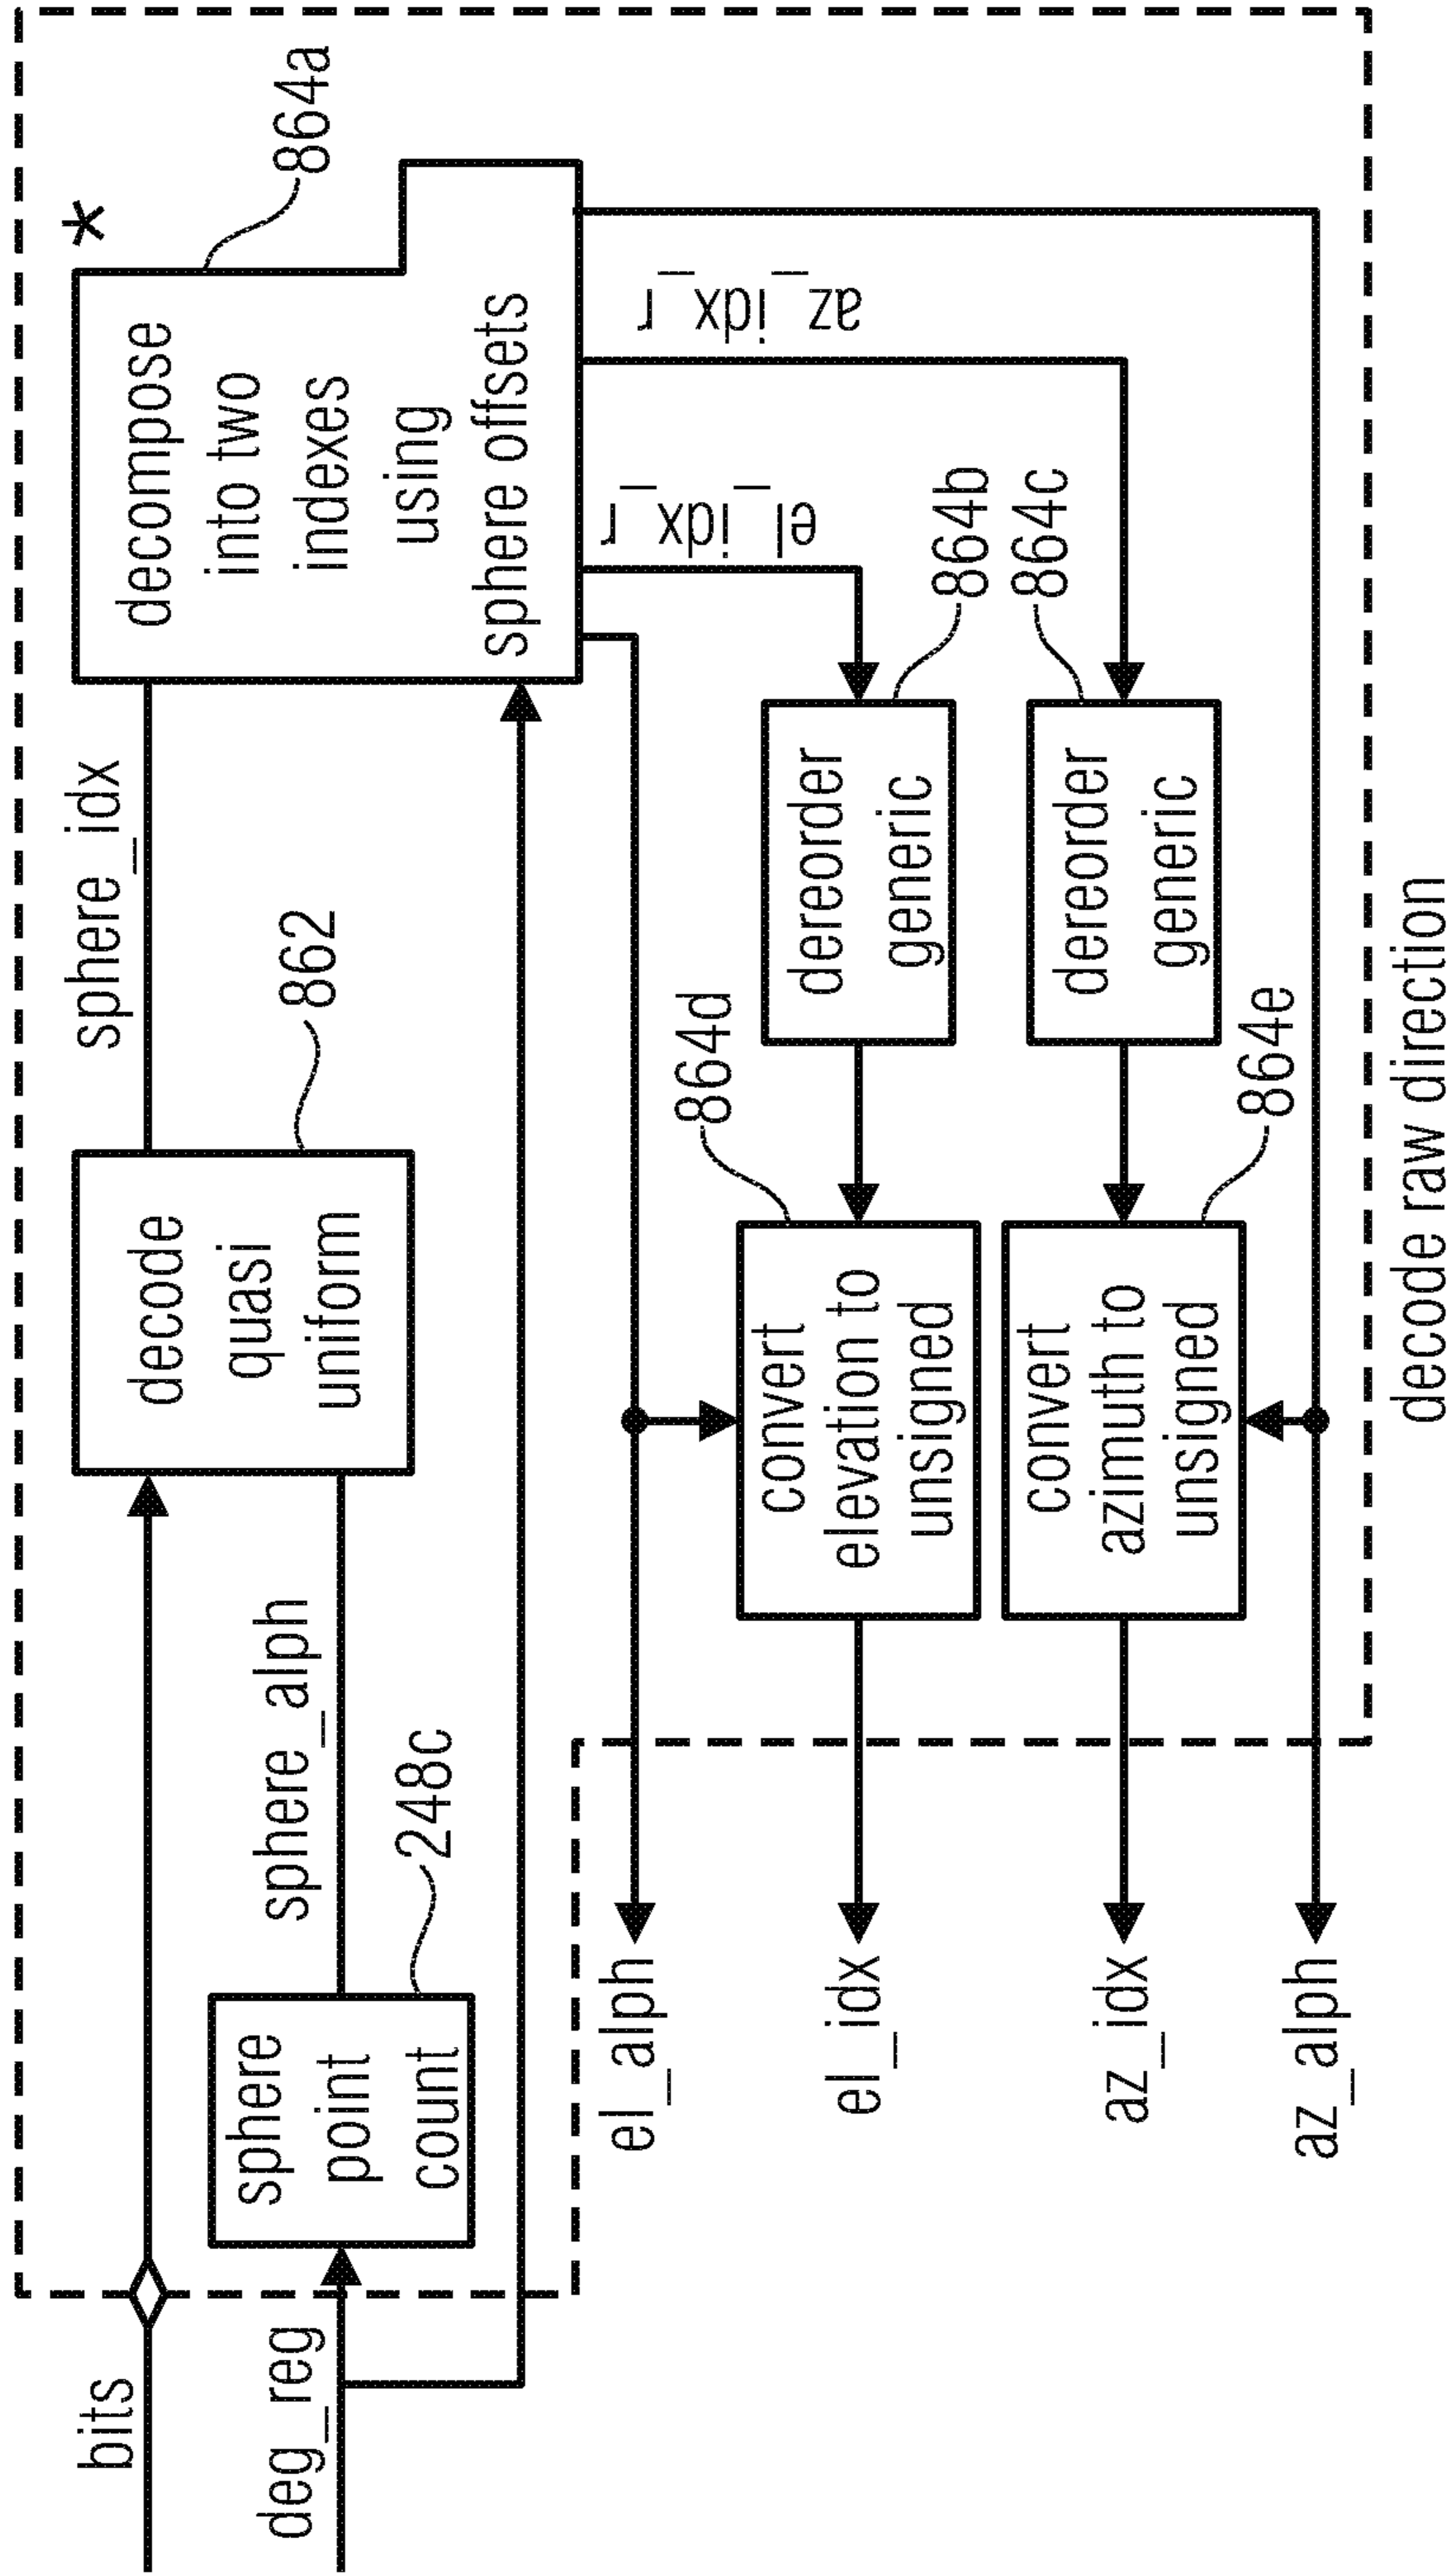 bits
deg_reg
sphere
point
count
248c
sphere_alph
decode
quasi
uniform
862
sphere_idx
decompose
into two
indexes
using
sphere offsets
*
864a
el_idx_r
az_idx_r
dereorder
generic
864b
dereorder
generic
864c
convert
elevation to
unsigned
864d
convert
azimuth to
unsigned
864e
el_alph
el_idx
az_idx
az_alph
decode raw direction